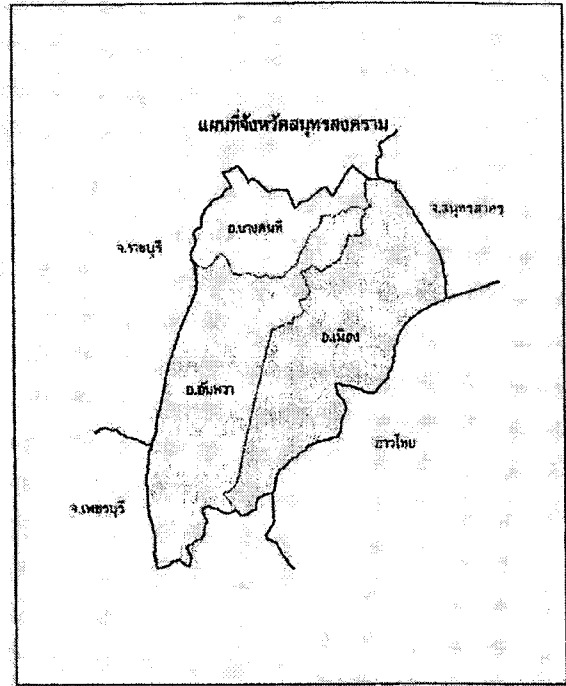 แผนที่จังหวัดสมุทรสงคราม
จ.สมุทรสาคร
อ.บางคนที
จ.ราชบุรี
อ.เมือง
อ.อัมพวา
อ่าวไทย
จ.เพชรบุรี